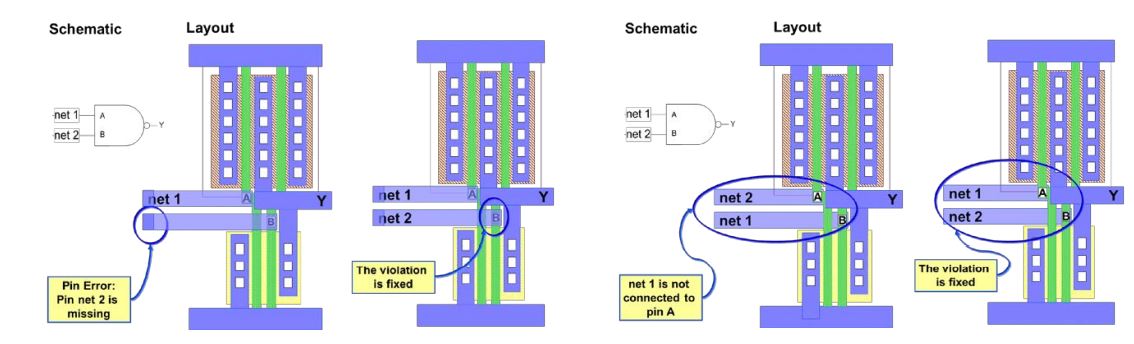 Schematic
Layout
net 1
A
net 2
B
Y
net 1
A
Y
B
Pin Error:
Pin net 2 is
missing
net 1
A
Y
net 2
B
The violation
is fixed
Schematic
Layout
net 1
A
net 2
B
Y
net 2
A
Y
net 1
B
net 1 is not
connected to
pin A
net 1
A
Y
net 2
B
The violation
is fixed